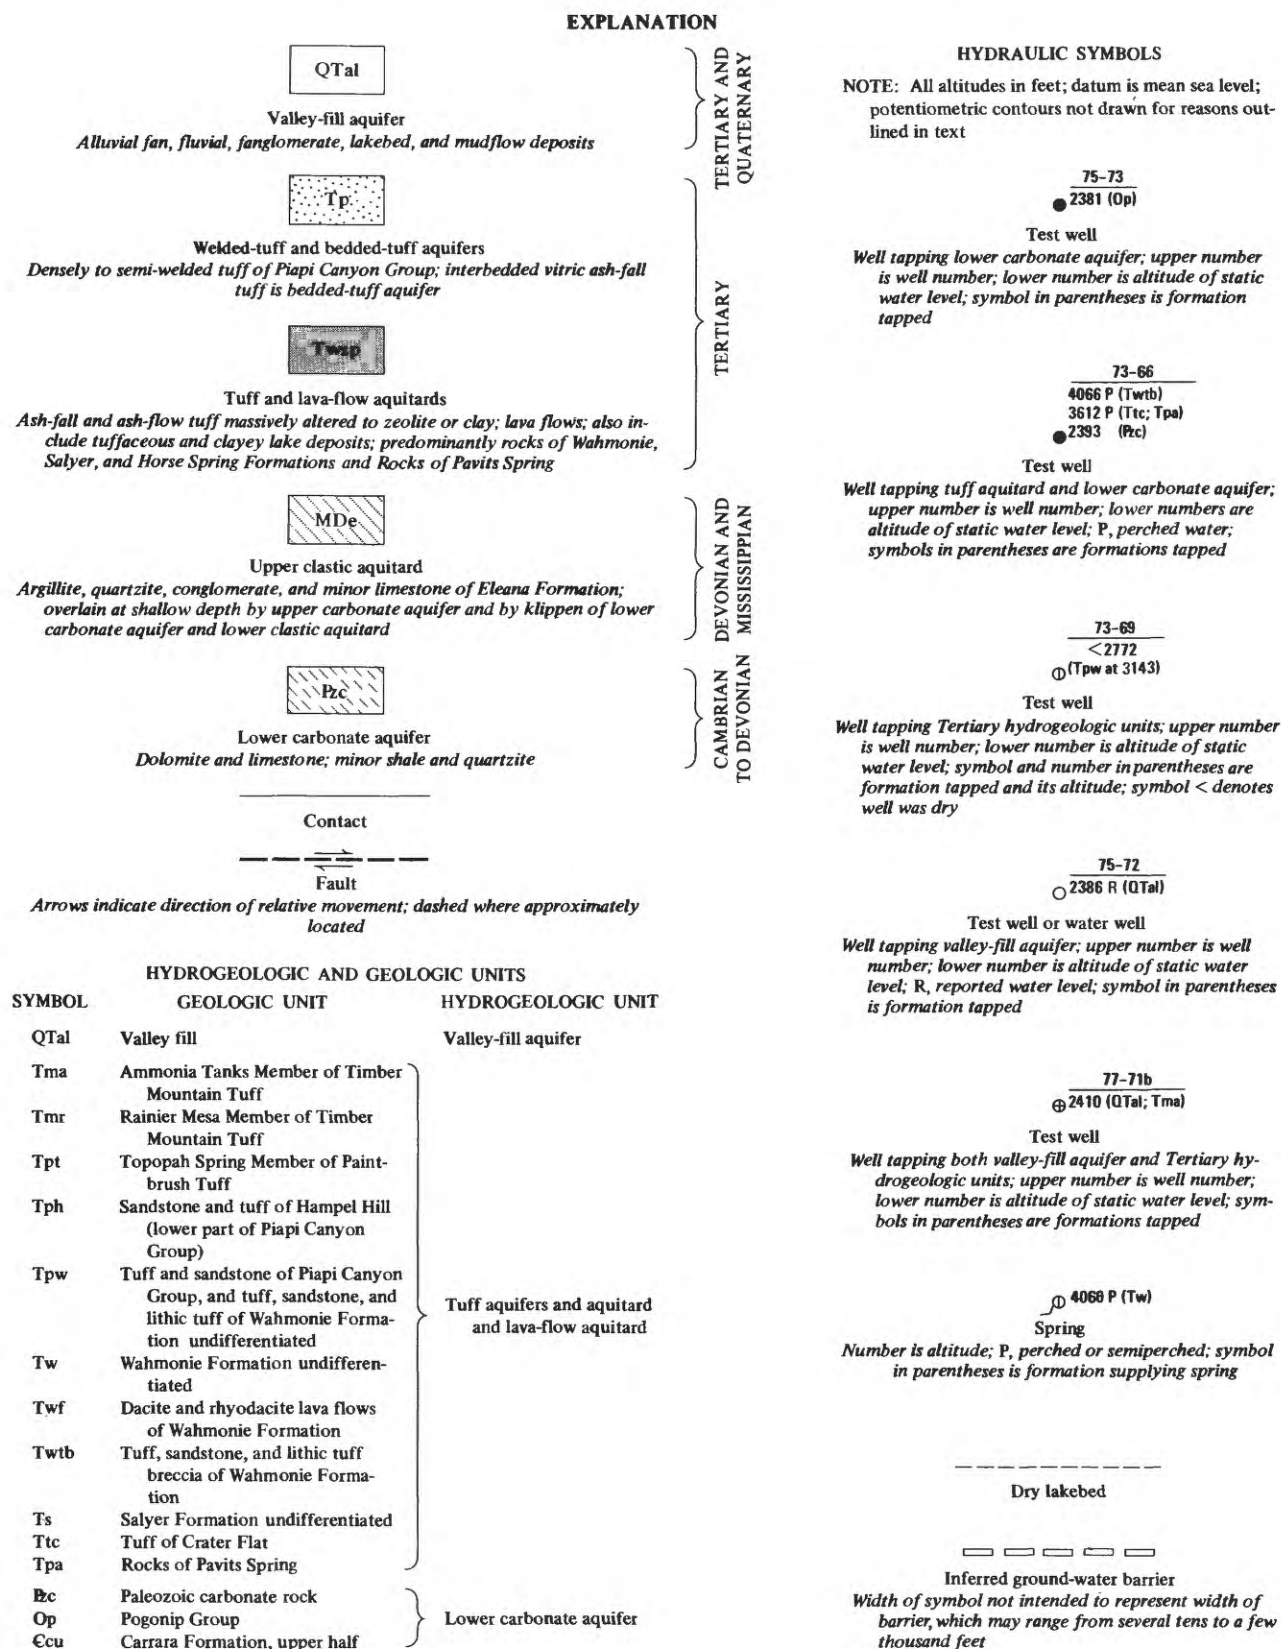 EXPLANATION
QTal
Valley-fill aquifer
Alluvial fan, fluvial, fanglomerate, lakebed, and mudflow deposits
TERTIARY AND
QUATERNARY
Tp
Welded-tuff and bedded-tuff aquifers
Densely to semi-welded tuff of Piapi Canyon Group; interbedded vitric ash-fall
tuff is bedded-tuff aquifer
Twsp
Tuff and lava-flow aquitards
Ash-fall and ash-flow tuff massively altered to zeolite or clay; lava flows; also in-
clude tuffaceous and clayey lake deposits; predominantly rocks of Wahmonie,
Salyer, and Horse Spring Formations and Rocks of Pavits Spring
TERTIARY
MDe
Upper clastic aquitard
Argillite, quartzite, conglomerate, and minor limestone of Eleana Formation;
overlain at shallow depth by upper carbonate aquifer and by klippen of lower
carbonate aquifer and lower clastic aquitard
DEVONIAN AND
MISSISSIPPIAN
Pzc
Lower carbonate aquifer
Dolomite and limestone; minor shale and quartzite
CAMBRIAN
TO DEVONIAN
Contact
Fault
Arrows indicate direction of relative movement; dashed where approximately
located
HYDROGEOLOGIC AND GEOLOGIC UNITS
SYMBOL GEOLOGIC UNIT HYDROGEOLOGIC UNIT
QTal Valley fill Valley-fill aquifer
Tma Ammonia Tanks Member of Timber
Mountain Tuff
Tmr Rainier Mesa Member of Timber
Mountain Tuff
Tpt Topopah Spring Member of Paint-
brush Tuff
Tph Sandstone and tuff of Hampel Hill
(lower part of Piapi Canyon
Group)
Tpw Tuff and sandstone of Piapi Canyon
Group, and tuff, sandstone, and
lithic tuff of Wahmonie Forma-
tion undifferentiated
Tuff aquifers and aquitard
and lava-flow aquitard
Tw Wahmonie Formation undifferen-
tiated
Twf Dacite and rhyodacite lava flows
of Wahmonie Formation
Twtb Tuff, sandstone, and lithic tuff
breccia of Wahmonie Forma-
tion
Ts Salyer Formation undifferentiated
Ttc Tuff of Crater Flat
Tpa Rocks of Pavits Spring
Pzc Paleozoic carbonate rock
Op Pogonip Group Lower carbonate aquifer
Єcu Carrara Formation, upper half
HYDRAULIC SYMBOLS
NOTE: All altitudes in feet; datum is mean sea level;
potentiometric contours not drawn for reasons out-
lined in text
75-73
2381 (Op)
Test well
Well tapping lower carbonate aquifer; upper number
is well number; lower number is altitude of static
water level; symbol in parentheses is formation
tapped
73-66
4066 P (Twtb)
3612 P (Ttc; Tpa)
2393 (Pzc)
Test well
Well tapping tuff aquitard and lower carbonate aquifer;
upper number is well number; lower numbers are
altitude of static water level; P, perched water;
symbols in parentheses are formations tapped
73-69
<2772
(Tpw at 3143)
Test well
Well tapping Tertiary hydrogeologic units; upper number
is well number; lower number is altitude of static
water level; symbol and number in parentheses are
formation tapped and its altitude; symbol < denotes
well was dry
75-72
2386 R (QTal)
Test well or water well
Well tapping valley-fill aquifer; upper number is well
number; lower number is altitude of static water
level; R, reported water level; symbol in parentheses
is formation tapped
77-71b
2410 (QTal; Tma)
Test well
Well tapping both valley-fill aquifer and Tertiary hy-
drogeologic units; upper number is well number;
lower number is altitude of static water level; sym-
bols in parentheses are formations tapped
4068 P (Tw)
Spring
Number is altitude; P, perched or semiperched; symbol
in parentheses is formation supplying spring
Dry lakebed
Inferred ground-water barrier
Width of symbol not intended to represent width of
barrier, which may range from several tens to a few
thousand feet